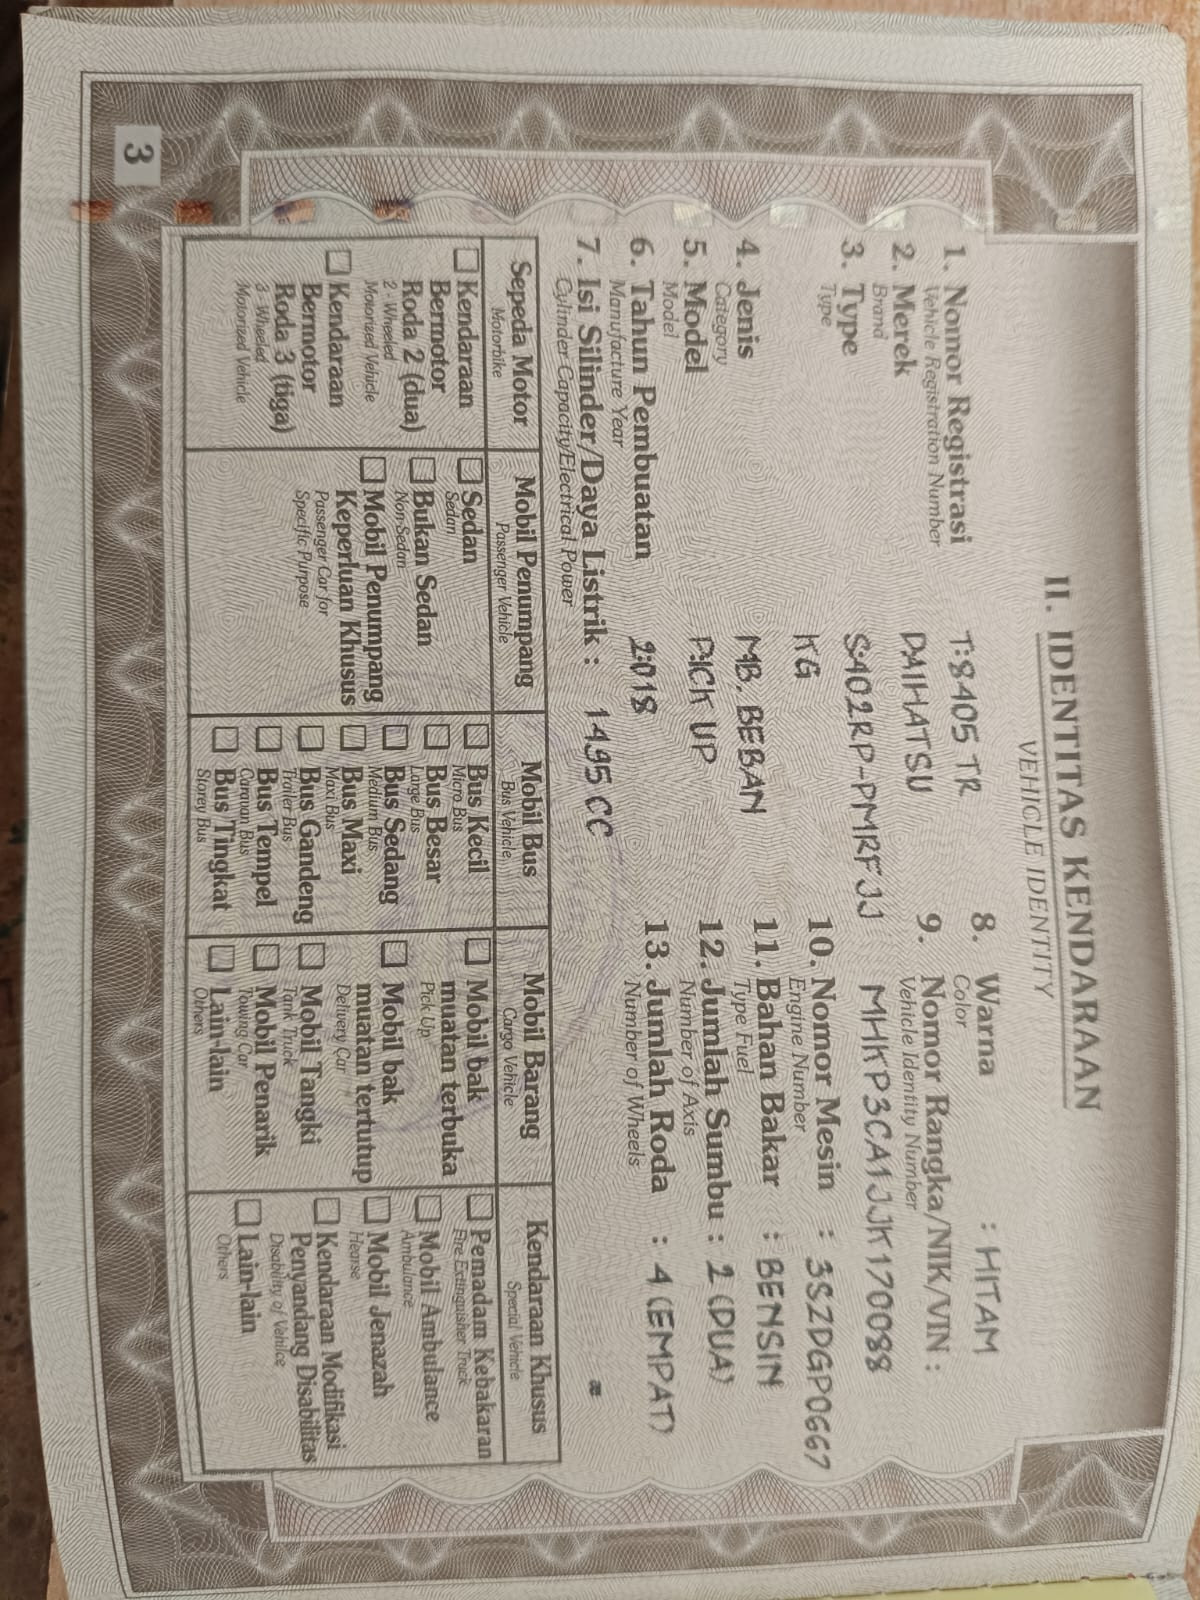 II. IDENTITAS KENDARAAN
VEHICLE IDENTITY
1. Nomor Registrasi T:8405 TR
Vehicle Registration Number
2. Merek DAIHATSU
Brand
3. Type S402RP-PMRFJJ
Type
KG
4. Jenis MB. BEBAN
Category
5. Model PICK UP
Model
6. Tahun Pembuatan 2:018
Manufacture Year
7. Isi Silinder/Daya Listrik : 1495 CC
Cylinder Capacity/Electrical Power
8. Warna : HITAM
Color
9. Nomor Rangka/NIK/VIN :
Vehicle Identity Number
MHKP3CA1JJK170088
10. Nomor Mesin : 3SZDGP0667
Engine Number
11. Bahan Bakar : BENSIN
Type Fuel
12. Jumlah Sumbu : 2 (DUA)
Number of Axis
13. Jumlah Roda : 4 (EMPAT)
Number of Wheels
Sepeda Motor
Motorbike
Kendaraan
Bermotor
Roda 2 (dua)
2 - Wheeled
Motorized Vehicle
Kendaraan
Bermotor
Roda 3 (tiga)
3 - Wheeled
Motorized Vehicle
Mobil Penumpang
Passenger Vehicle
Sedan
Sedan
Bukan Sedan
Non-Sedan
Mobil Penumpang
Keperluan Khusus
Passenger Car for
Specific Purpose
Mobil Bus
Bus Vehicle
Bus Kecil
Micro Bus
Bus Besar
Large Bus
Bus Sedang
Medium Bus
Bus Maxi
Maxi Bus
Bus Gandeng
Trailer Bus
Bus Tempel
Caravan Bus
Bus Tingkat
Storey Bus
Mobil Barang
Cargo Vehicle
Mobil bak
muatan terbuka
Pick Up
Mobil bak
muatan tertutup
Delivery Car
Mobil Tangki
Tank Truck
Mobil Penarik
Towing Car
Lain-lain
Others
Kendaraan Khusus
Special Vehicle
Pemadam Kebakaran
Fire Extinguisher Truck
Mobil Ambulance
Ambulance
Mobil Jenazah
Hearse
Kendaraan Modifikasi
Penyandang Disabilitas
Disability of Vehilce
Lain-lain
Others
3